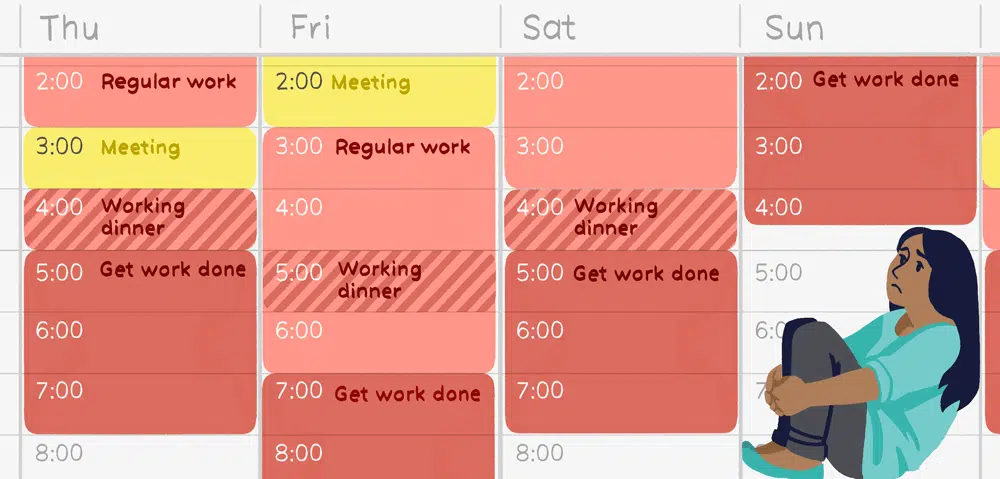 Thu Fri Sat Sun
2:00 Regular work
3:00 Meeting
4:00 Working
dinner
5:00 Get work done
6:00
7:00
8:00
2:00 Meeting
3:00 Regular work
4:00
5:00 Working
dinner
6:00
7:00 Get work done
8:00
2:00
3:00
4:00 Working
dinner
5:00 Get work done
6:00
7:00
8:00
2:00 Get work done
3:00
4:00
5:00